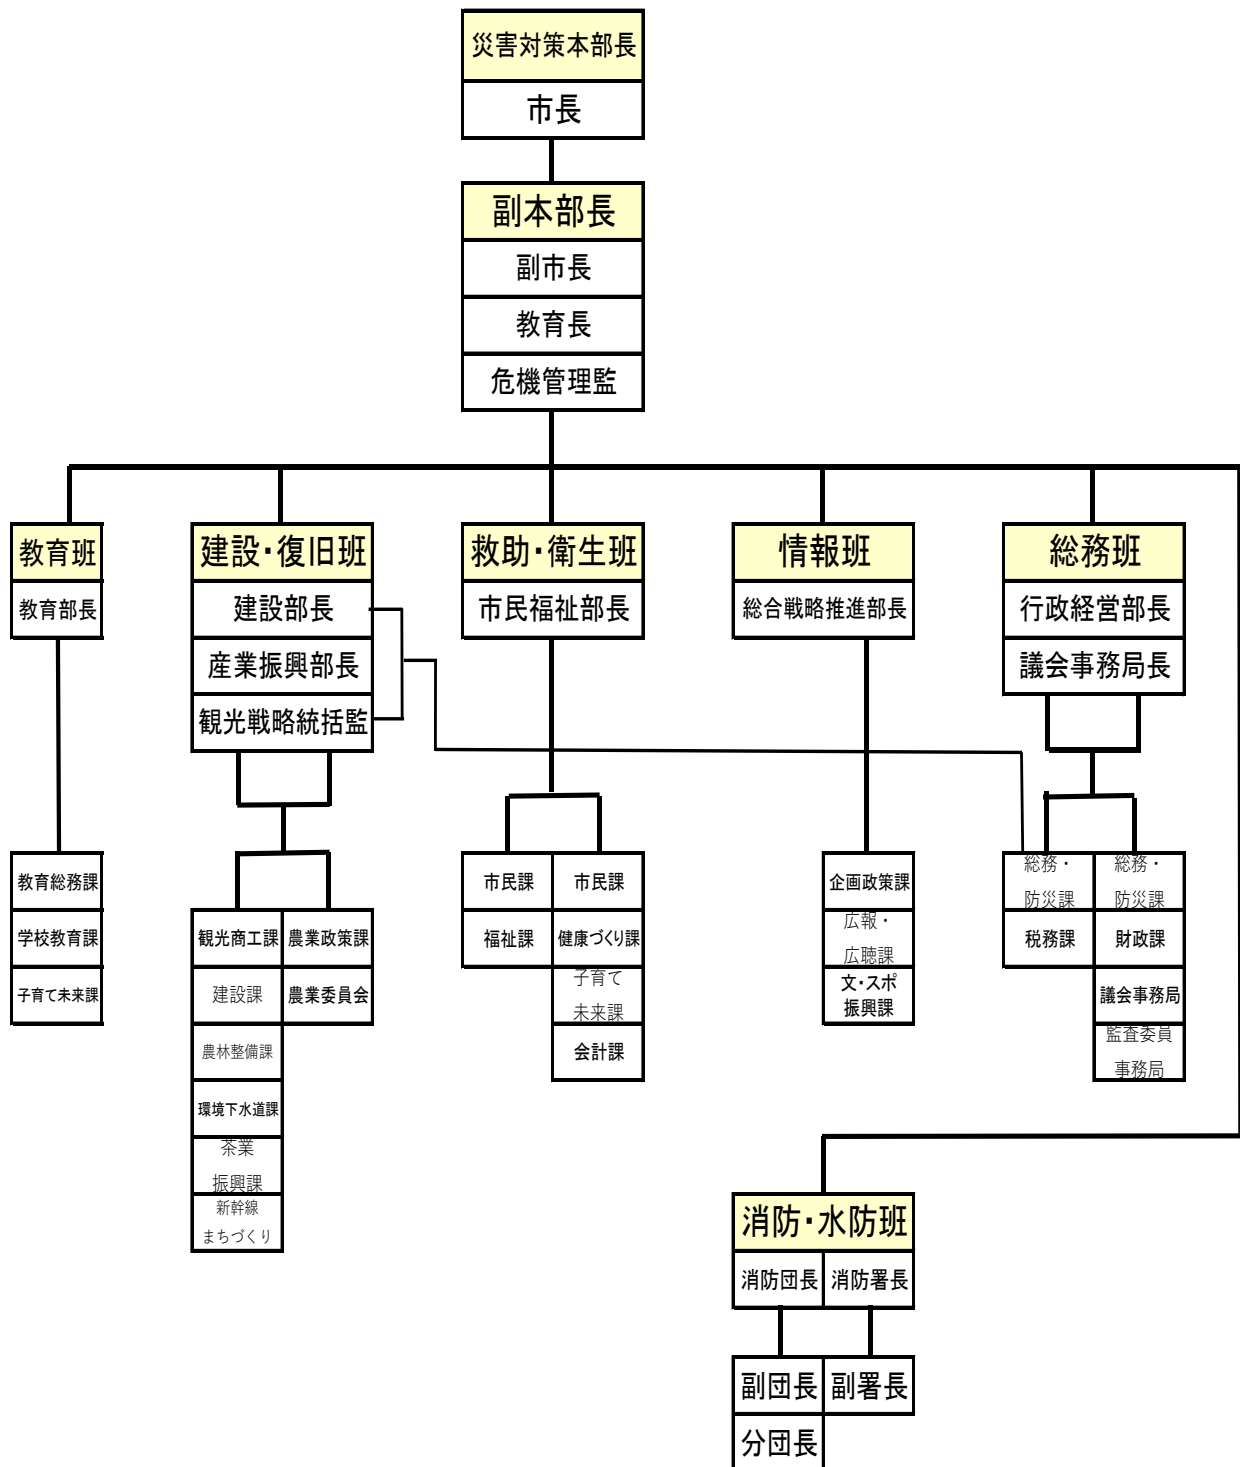 災害対策本部長
市長
副本部長
副市長
教育長
危機管理監
教育班
教育部長
建設・復旧班
建設部長
産業振興部長
観光戦略統括監
救助・衛生班
市民福祉部長
情報班
総合戦略推進部長
総務班
行政経営部長
議会事務局長
教育総務課
学校教育課
子育て未来課
観光商工課
建設課
農林整備課
環境下水道課
茶業
振興課
新幹線
まちづくり
農業政策課
農業委員会
市民課
福祉課
市民課
健康づくり課
子育て
未来課
会計課
企画政策課
広報・
広聴課
文・スポ
振興課
総務・
防災課
税務課
総務・
防災課
財政課
議会事務局
監査委員
事務局
消防・水防班
消防団長
消防署長
副団長
副署長
分団長